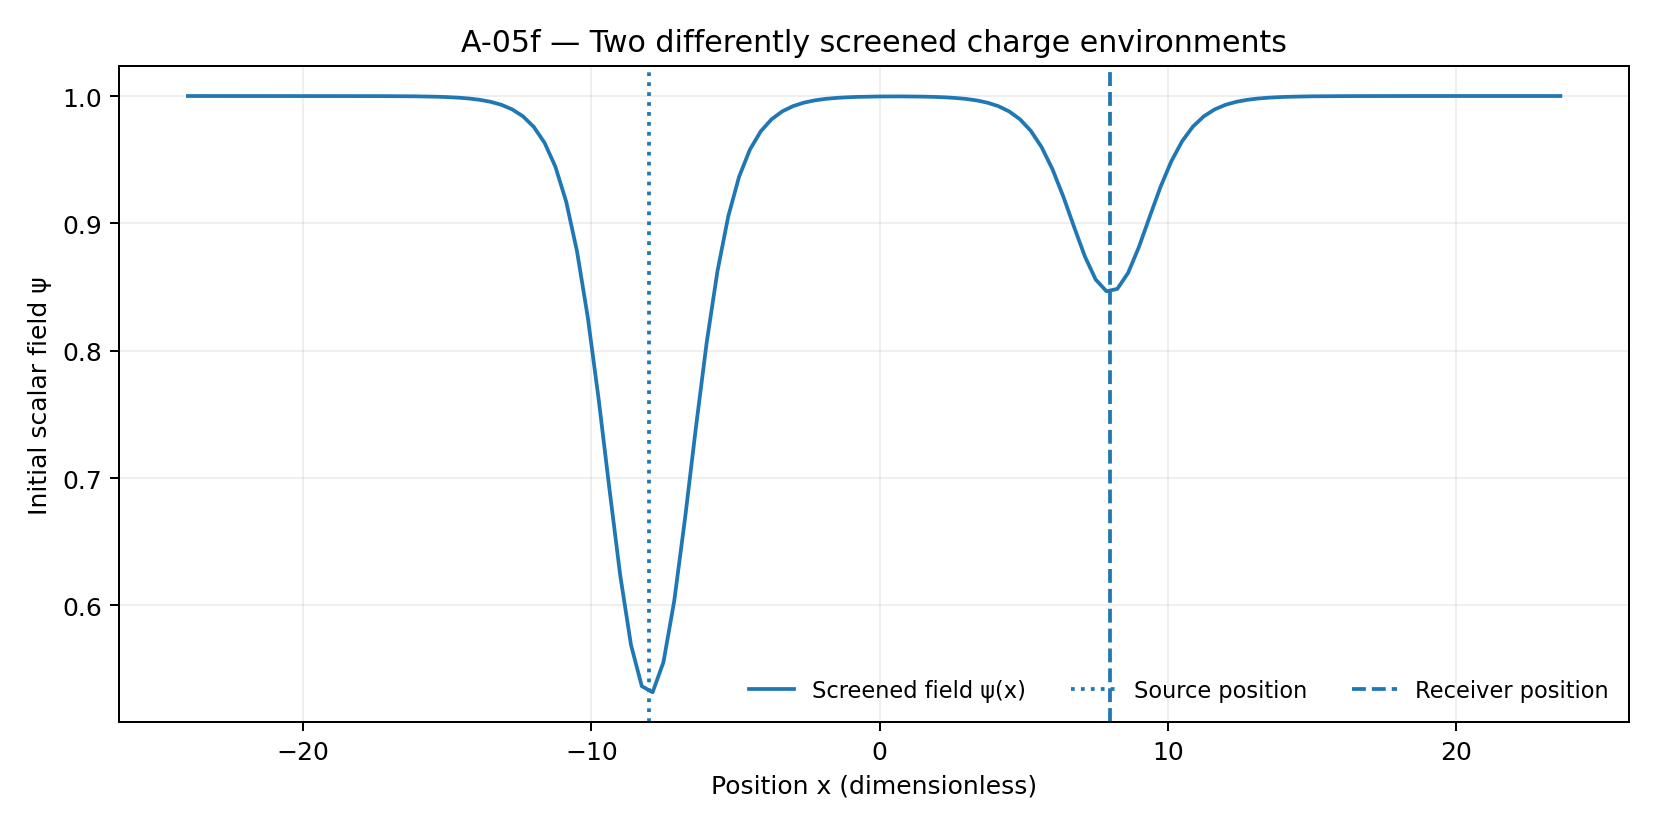 A-05f — Two differently screened charge environments
Initial scalar field ψ
1.0
0.9
0.8
0.7
0.6
Screened field ψ(x)
Source position
Receiver position
−20
−10
0
10
20
Position x (dimensionless)